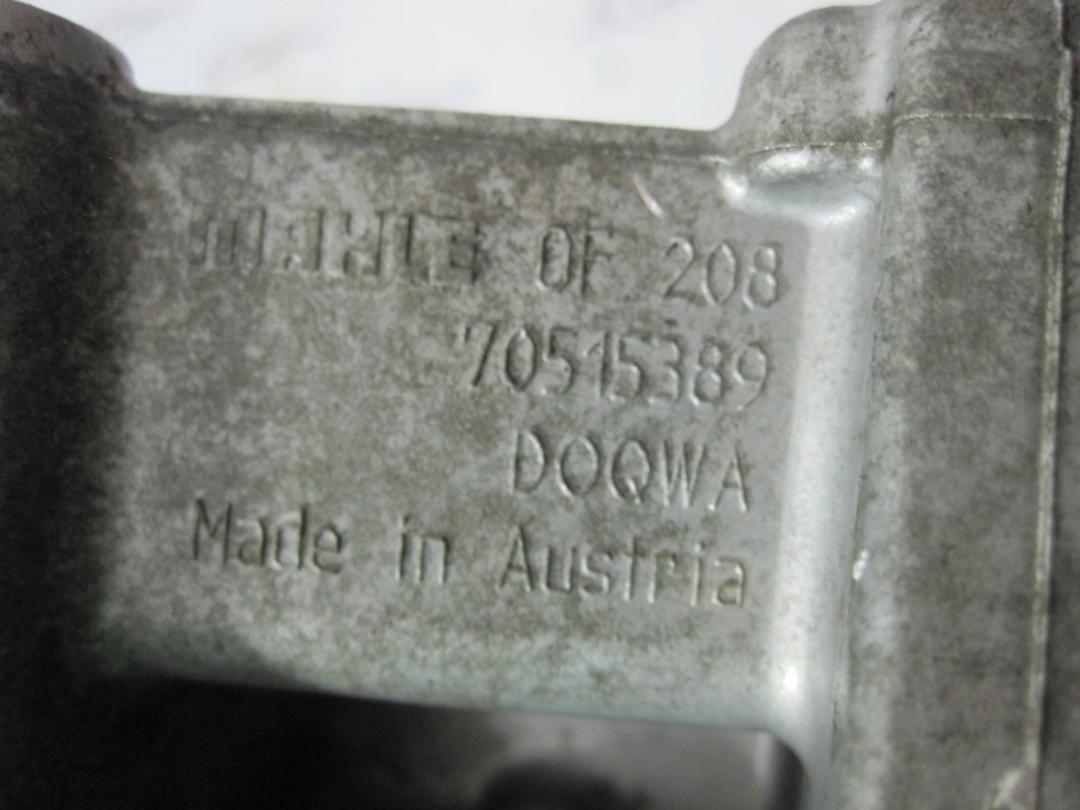 OF 208
70515389
DOQWA
Made in Austria